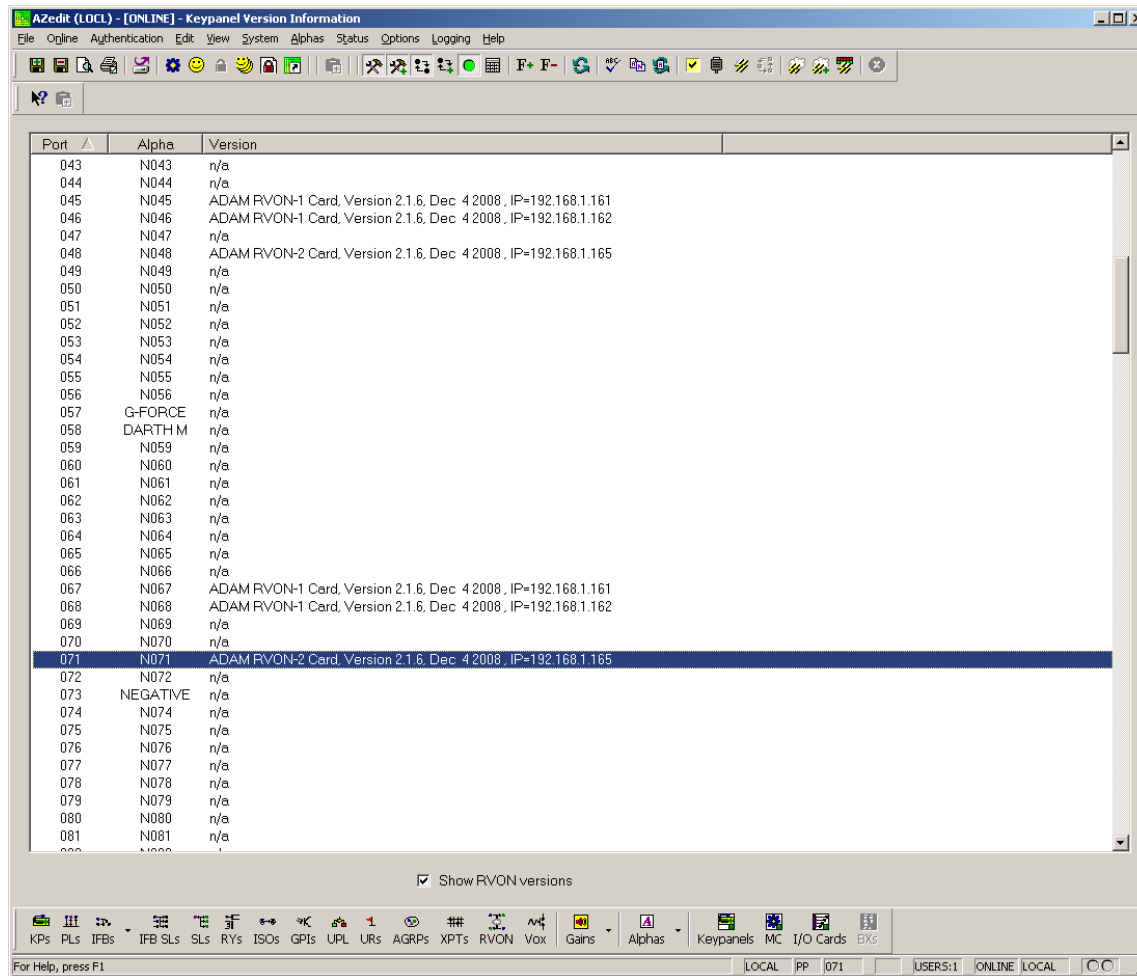 AZedit (LOCL) - [ONLINE] - Keypanel Version Information
File Online Authentication Edit View System Alphas Status Options Logging Help
F+ F- ABC
Port Alpha Version
043 N043 n/a
044 N044 n/a
045 N045 ADAM RVON-1 Card, Version 2.1.6, Dec 4 2008 , IP=192.168.1.161
046 N046 ADAM RVON-1 Card, Version 2.1.6, Dec 4 2008 , IP=192.168.1.162
047 N047 n/a
048 N048 ADAM RVON-2 Card, Version 2.1.6, Dec 4 2008 , IP=192.168.1.165
049 N049 n/a
050 N050 n/a
051 N051 n/a
052 N052 n/a
053 N053 n/a
054 N054 n/a
055 N055 n/a
056 N056 n/a
057 G-FORCE n/a
058 DARTH M n/a
059 N059 n/a
060 N060 n/a
061 N061 n/a
062 N062 n/a
063 N063 n/a
064 N064 n/a
065 N065 n/a
066 N066 n/a
067 N067 ADAM RVON-1 Card, Version 2.1.6, Dec 4 2008 , IP=192.168.1.161
068 N068 ADAM RVON-1 Card, Version 2.1.6, Dec 4 2008 , IP=192.168.1.162
069 N069 n/a
070 N070 n/a
071 N071 ADAM RVON-2 Card, Version 2.1.6, Dec 4 2008 , IP=192.168.1.165
072 N072 n/a
073 NEGATIVE n/a
074 N074 n/a
075 N075 n/a
076 N076 n/a
077 N077 n/a
078 N078 n/a
079 N079 n/a
080 N080 n/a
081 N081 n/a
Show RVON versions
KPs PLs IFBs IFB SLs SLs RYs ISOs GPIs UPL URs AGRPs XPTs RVON Vox Gains Alphas Keypanels MC I/O Cards BXs
For Help, press F1 LOCAL PP 071 USERS:1 ONLINE LOCAL